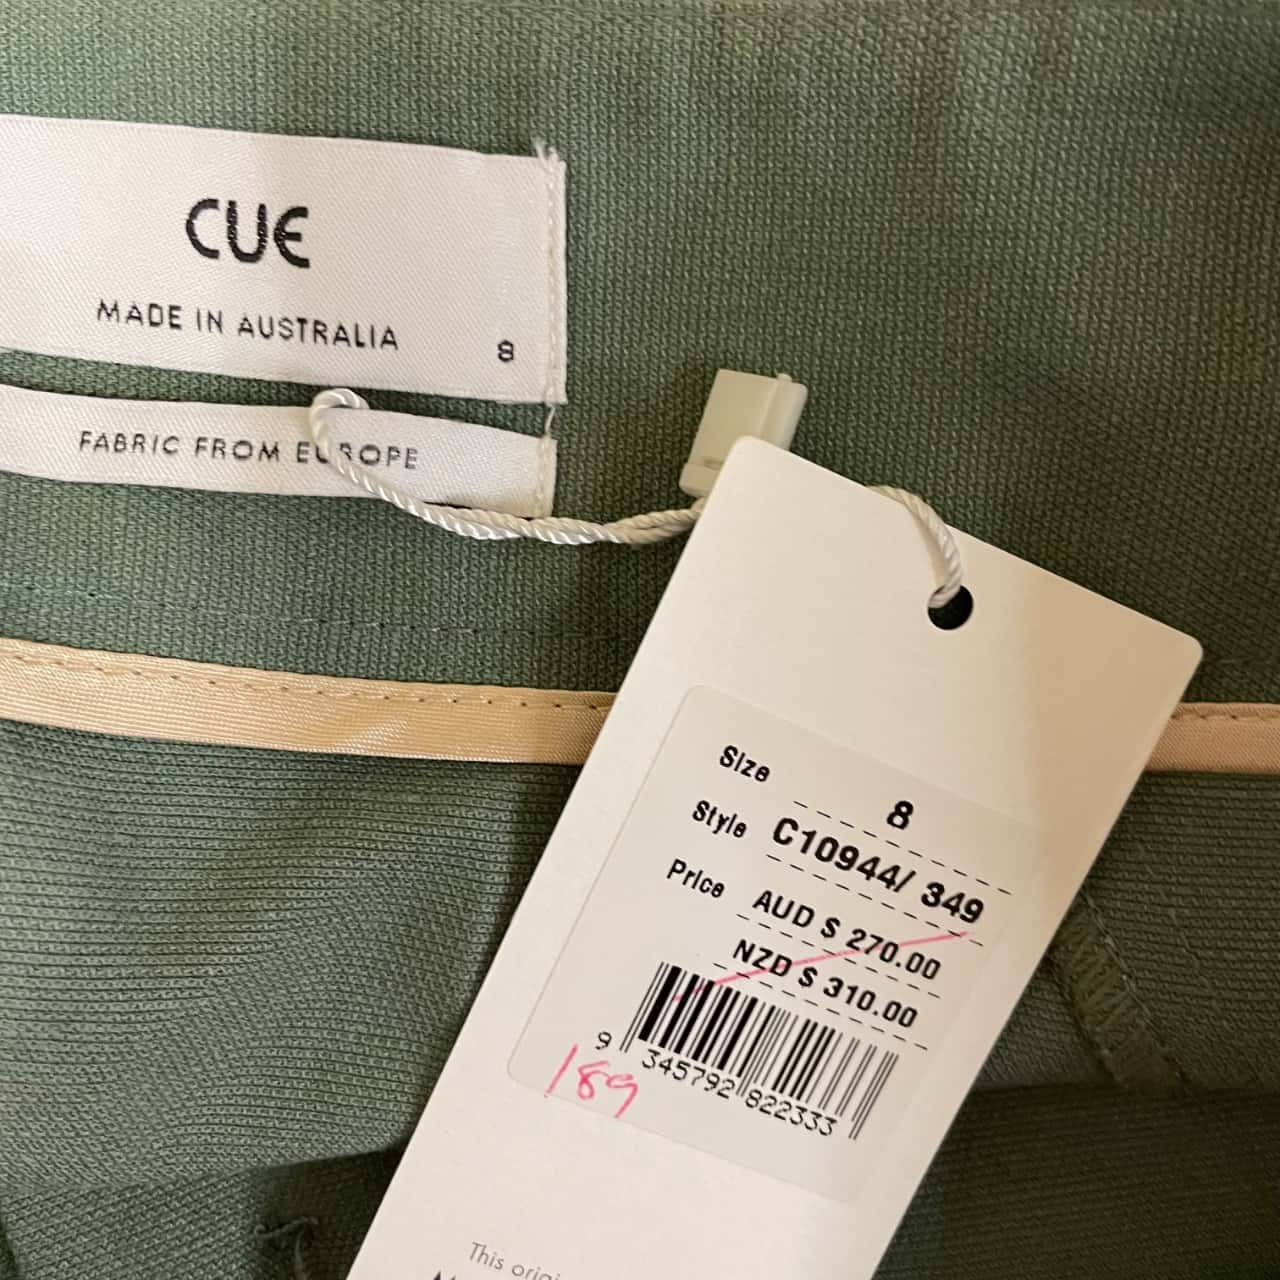 CUE
MADE IN AUSTRALIA 8
FABRIC FROM EUROPE
Size 8
Style C10944/ 349
Price AUD $ 270.00
NZD $ 310.00
9 345792 822333
189
This